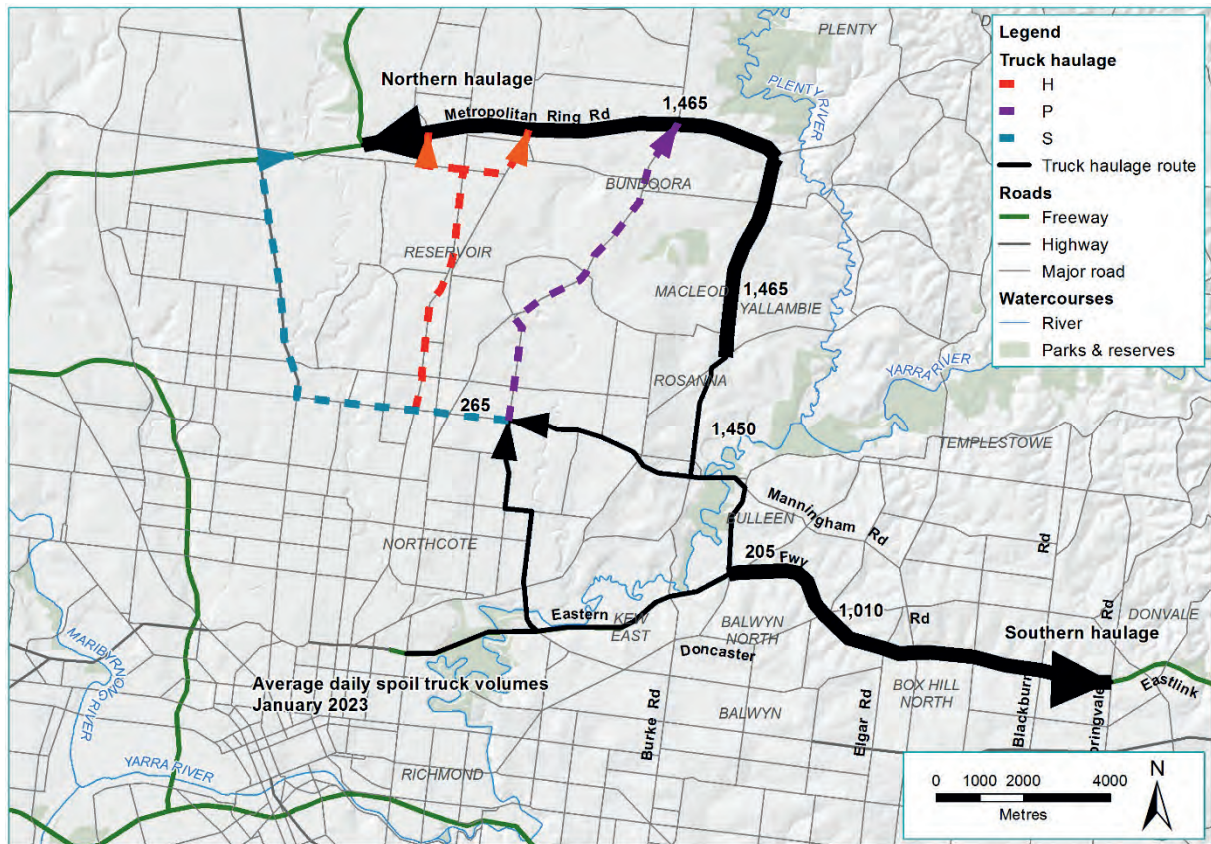 PLENTY
PLENTY RIVER
Legend
Truck haulage
H
P
S
Truck haulage route
Roads
Freeway
Highway
Major road
Watercourses
River
Parks & reserves
Northern haulage
Metropolitan Ring Rd
1,465
BUNDOORA
RESERVOIR
MACLEOD
1,465
YALLAMBIE
YARRA RIVER
ROSANNA
265
1,450
TEMPLESTOWE
Manningham Rd
BULLEEN
Rd
NORTHCOTE
205
Fwy
Eastern
KEW
EAST
BALWYN
NORTH
1,010
Rd
Rd
DONVALE
Doncaster
Southern haulage
Eastlink
MARIBYRNONG RIVER
Average daily spoil truck volumes
January 2023
BOX HILL
NORTH
Burke Rd
BALWYN
Elgar Rd
Blackburn
pringvale
YARRA RIVER
RICHMOND
0 1000 2000 4000
Metres
N